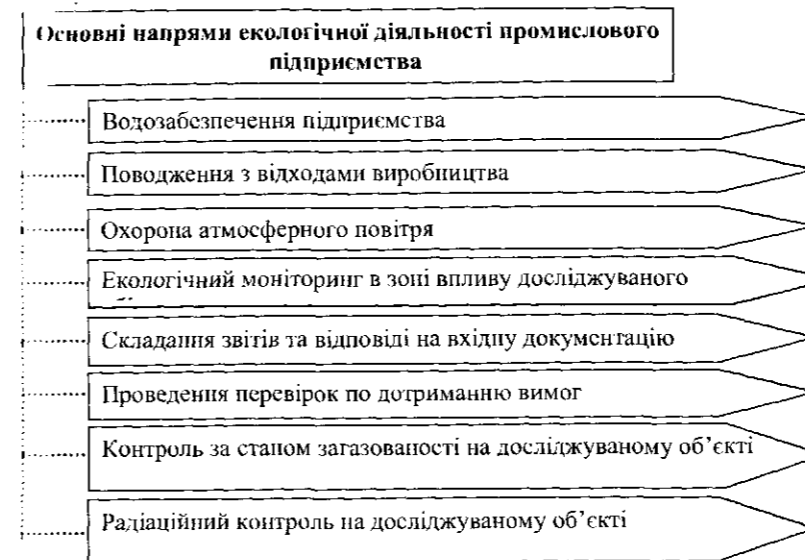 Основні напрями екологічної діяльності промислового
підприємства
Водозабезпечення підприємства
Поводження з відходами виробництва
Охорона атмосферного повітря
Екологічний моніторинг в зоні впливу досліджуваного
Складання звітів та відповіді на вхідну документацію
Проведення перевірок по дотриманню вимог
Контроль за станом загазованості на досліджуваному об’єкті
Радіаційний контроль на досліджуваному об’єкті